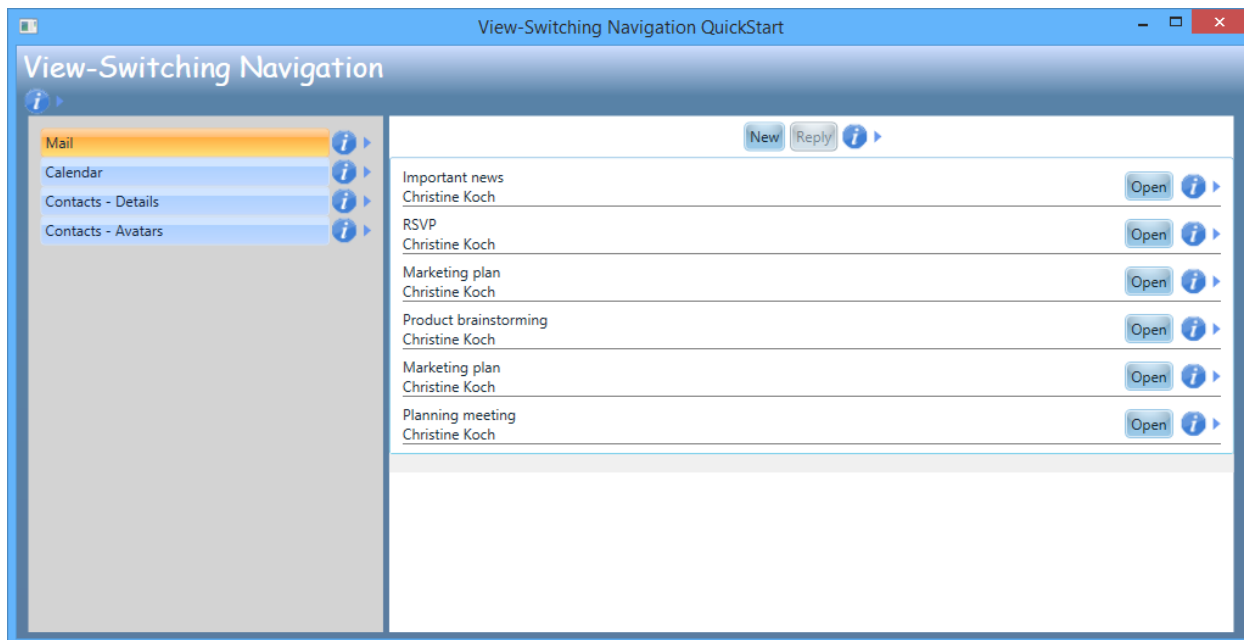 View-Switching Navigation QuickStart
View-Switching Navigation
Mail
Calendar
Contacts - Details
Contacts - Avatars
New Reply
Important news
Christine Koch
Open
RSVP
Christine Koch
Open
Marketing plan
Christine Koch
Open
Product brainstorming
Christine Koch
Open
Marketing plan
Christine Koch
Open
Planning meeting
Christine Koch
Open